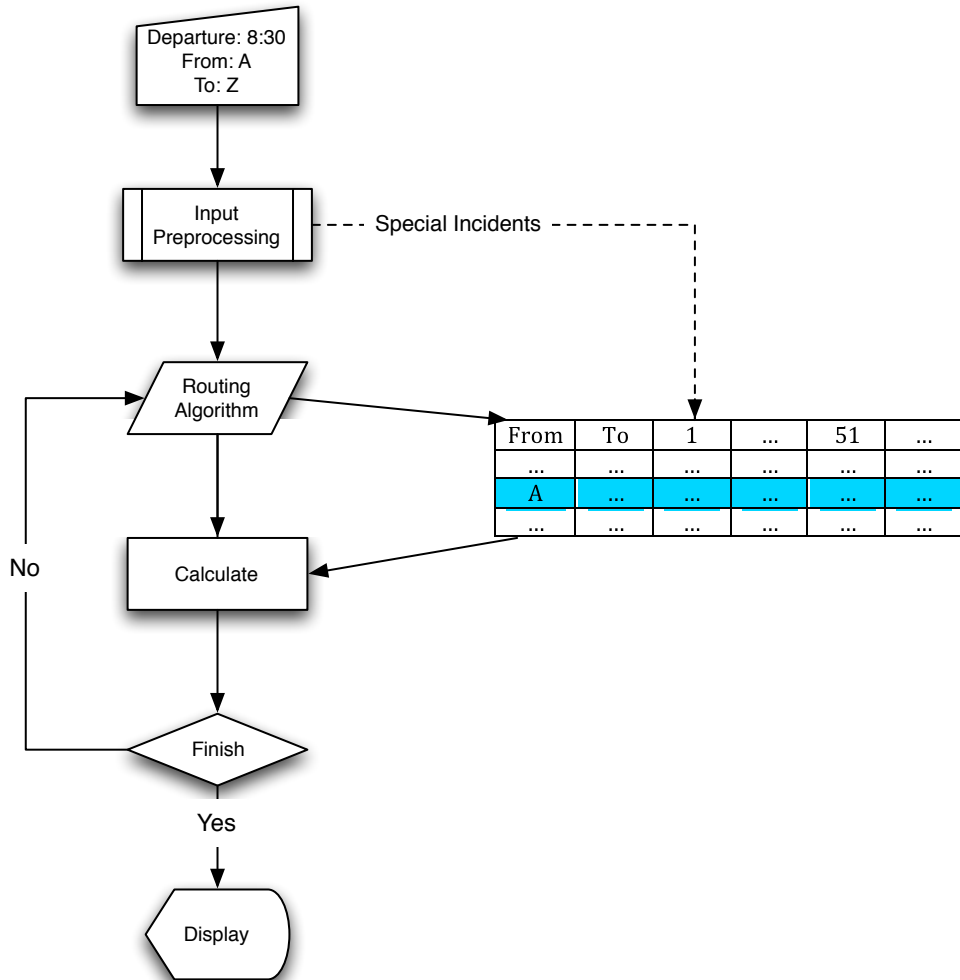 Departure: 8:30
From: A
To: Z
Input
Preprocessing
Special Incidents
Routing
Algorithm
From To 1 ... 51 ...
... ... ... ... ... ...
A ... ... ... ... ...
... ... ... ... ... ...
No
Calculate
Finish
Yes
Display